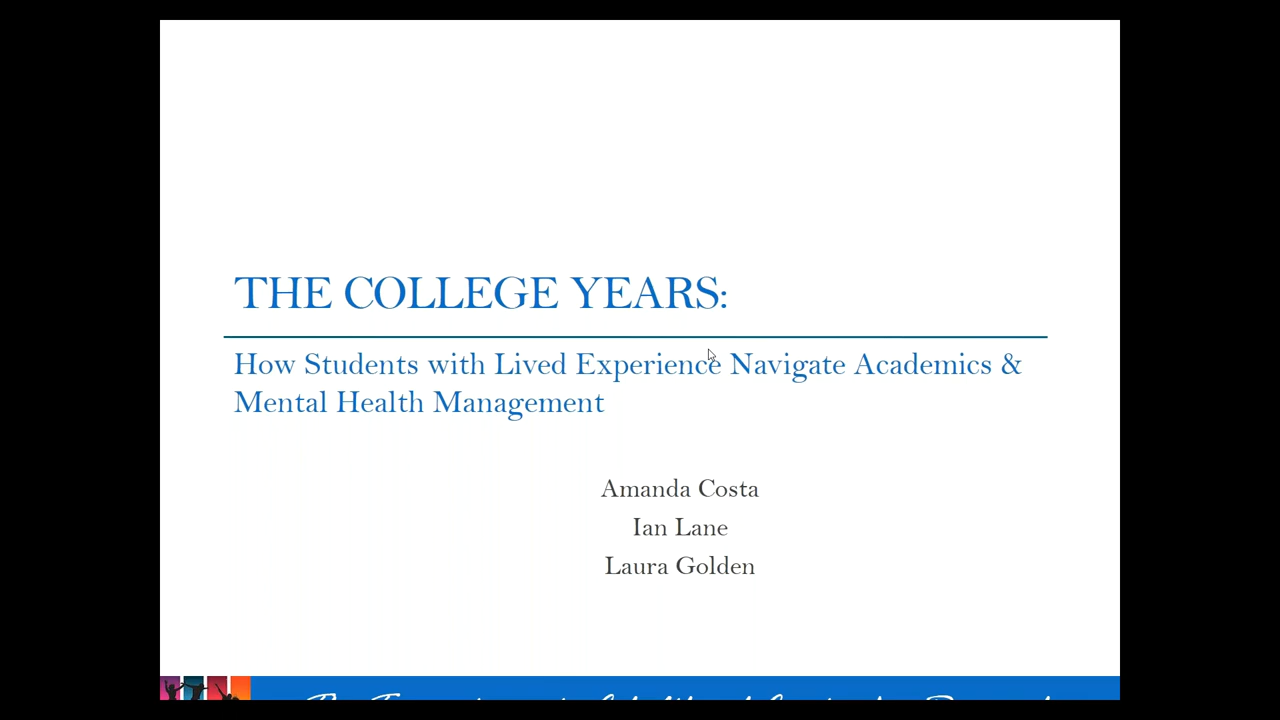 THE COLLEGE YEARS:
How Students with Lived Experience Navigate Academics &
Mental Health Management
Amanda Costa
Ian Lane
Laura Golden